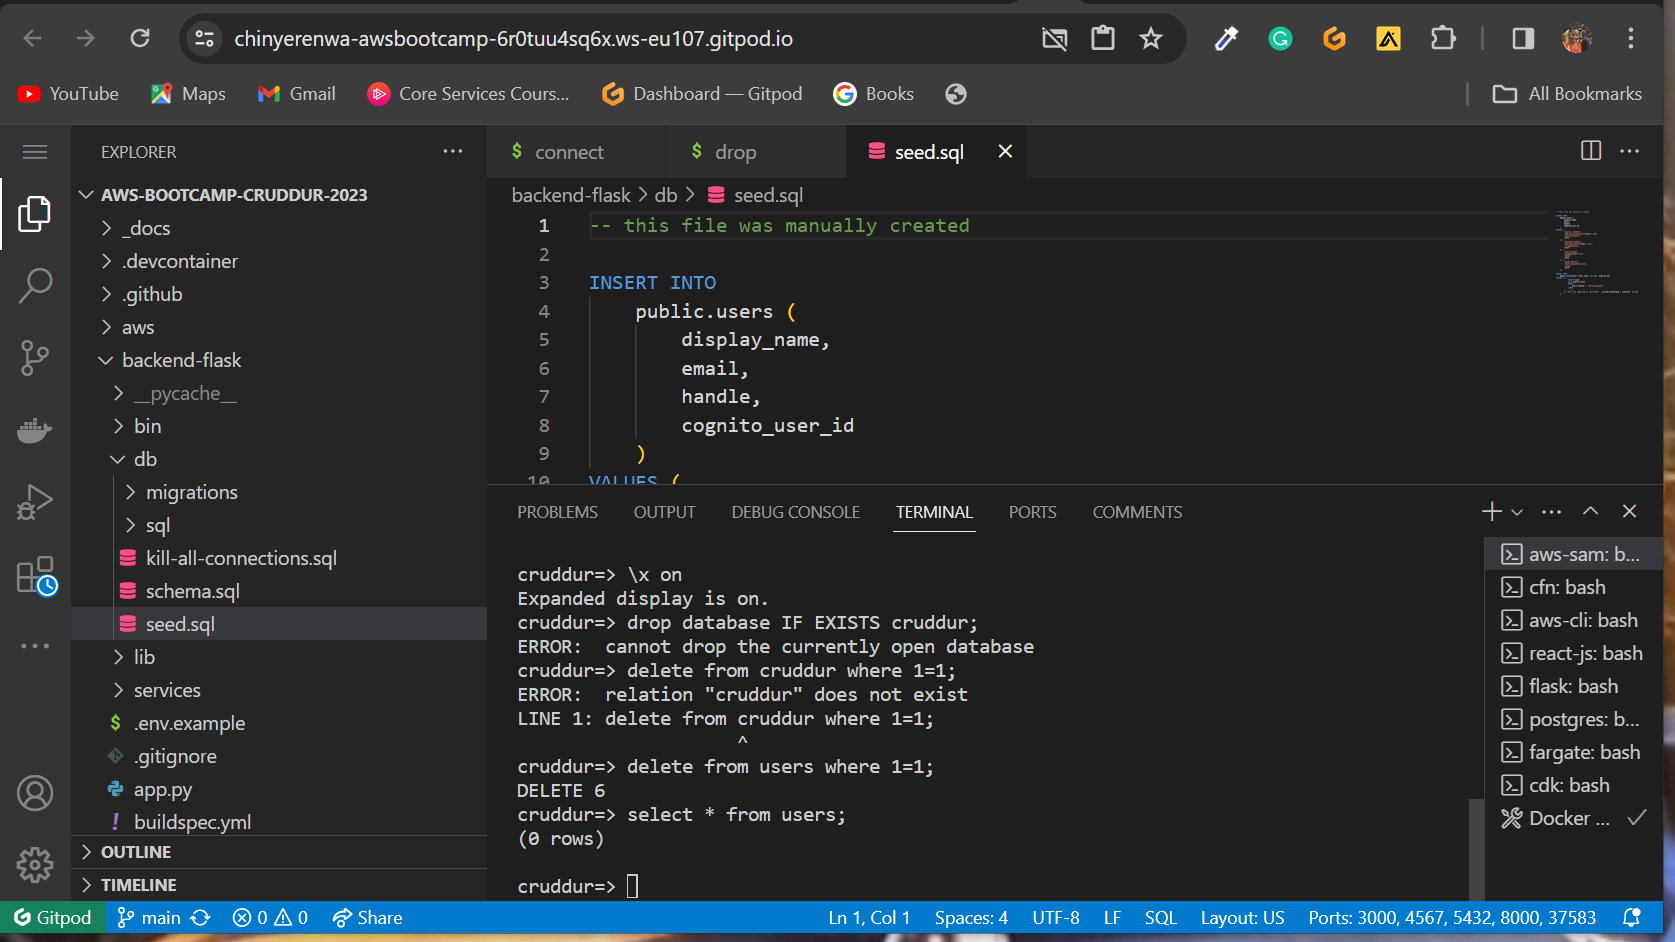 chinyerenwa-awsbootcamp-6r0tuu4sq6x.ws-eu107.gitpod.io
YouTube
Maps
Gmail
Core Services Cours...
Dashboard — Gitpod
Books
All Bookmarks
EXPLORER
AWS-BOOTCAMP-CRUDDUR-2023
_docs
.devcontainer
.github
aws
backend-flask
__pycache__
bin
db
migrations
sql
kill-all-connections.sql
schema.sql
seed.sql
lib
services
.env.example
.gitignore
app.py
buildspec.yml
OUTLINE
TIMELINE
connect
drop
seed.sql
backend-flask > db > seed.sql
1 -- this file was manually created
2
3 INSERT INTO
4 public.users (
5 display_name,
6 email,
7 handle,
8 cognito_user_id
9 )
10 VALUES (
PROBLEMS OUTPUT DEBUG CONSOLE TERMINAL PORTS COMMENTS
cruddur=> \x on
Expanded display is on.
cruddur=> drop database IF EXISTS cruddur;
ERROR:  cannot drop the currently open database
cruddur=> delete from cruddur where 1=1;
ERROR:  relation "cruddur" does not exist
LINE 1: delete from cruddur where 1=1;
^
cruddur=> delete from users where 1=1;
DELETE 6
cruddur=> select * from users;
(0 rows)
cruddur=>
aws-sam: b...
cfn: bash
aws-cli: bash
react-js: bash
flask: bash
postgres: b...
fargate: bash
cdk: bash
Docker ...
Gitpod main 0 0 Share Ln 1, Col 1 Spaces: 4 UTF-8 LF SQL Layout: US Ports: 3000, 4567, 5432, 8000, 37583